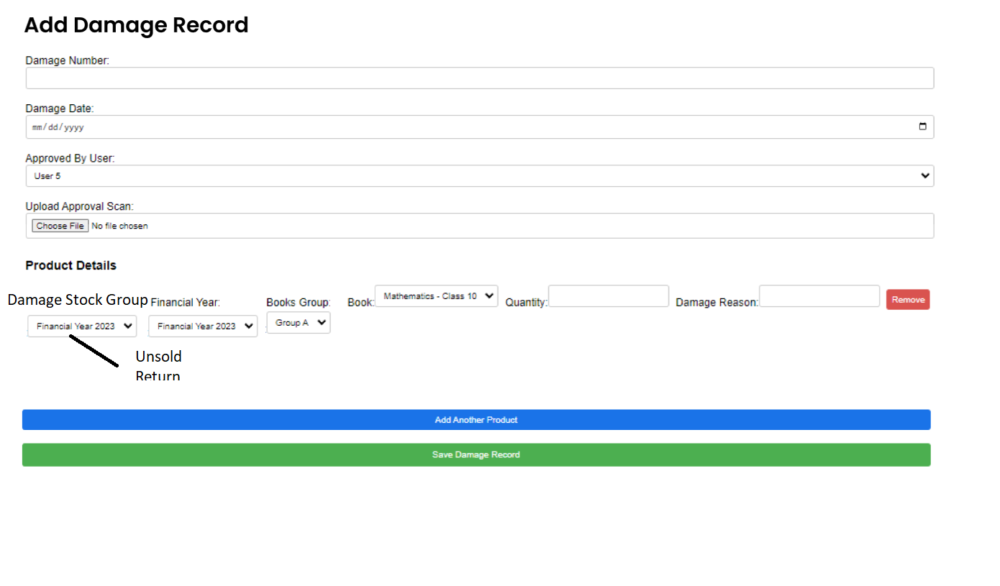 Add Damage Record
Damage Number:
Damage Date:
mm/dd/yyyy
Approved By User:
User 5
Upload Approval Scan:
Choose File No file chosen
Product Details
Damage Stock Group Financial Year: Books Group: Book: Mathematics - Class 10 Quantity: Damage Reason: Remove
Financial Year 2023 Financial Year 2023 Group A
Unsold
Return
Add Another Product
Save Damage Record